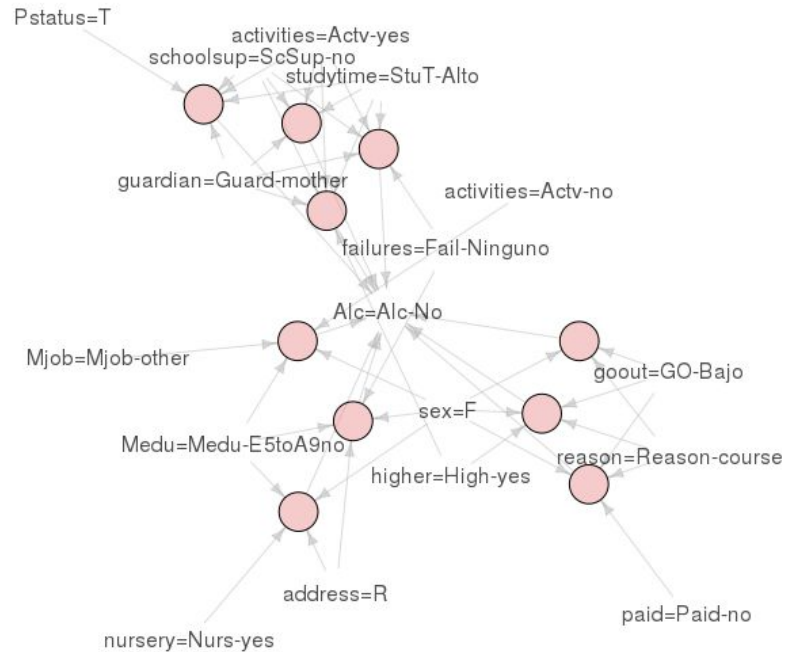 Pstatus=T
activities=Actv-yes
schoolsup=ScSup-no
studytime=StuT-Alto
guardian=Guard-mother
activities=Actv-no
failures=Fail-Ninguno
Alc=Alc-No
Mjob=Mjob-other
goout=GO-Bajo
sex=F
Medu=Medu-E5toA9no
reason=Reason-course
higher=High-yes
address=R
paid=Paid-no
nursery=Nurs-yes